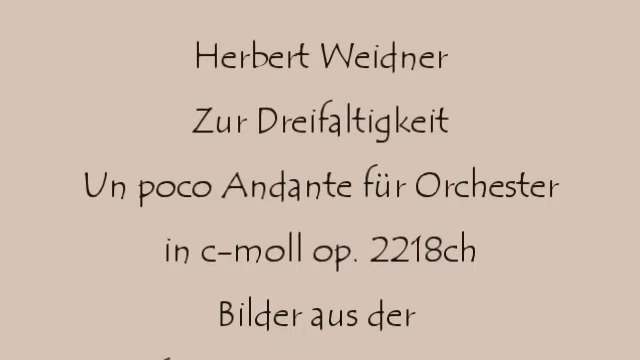 Herbert Weidner
Zur Dreifaltigkeit
Un poco Andante für Orchester
in c-moll op. 2218ch
Bilder aus der